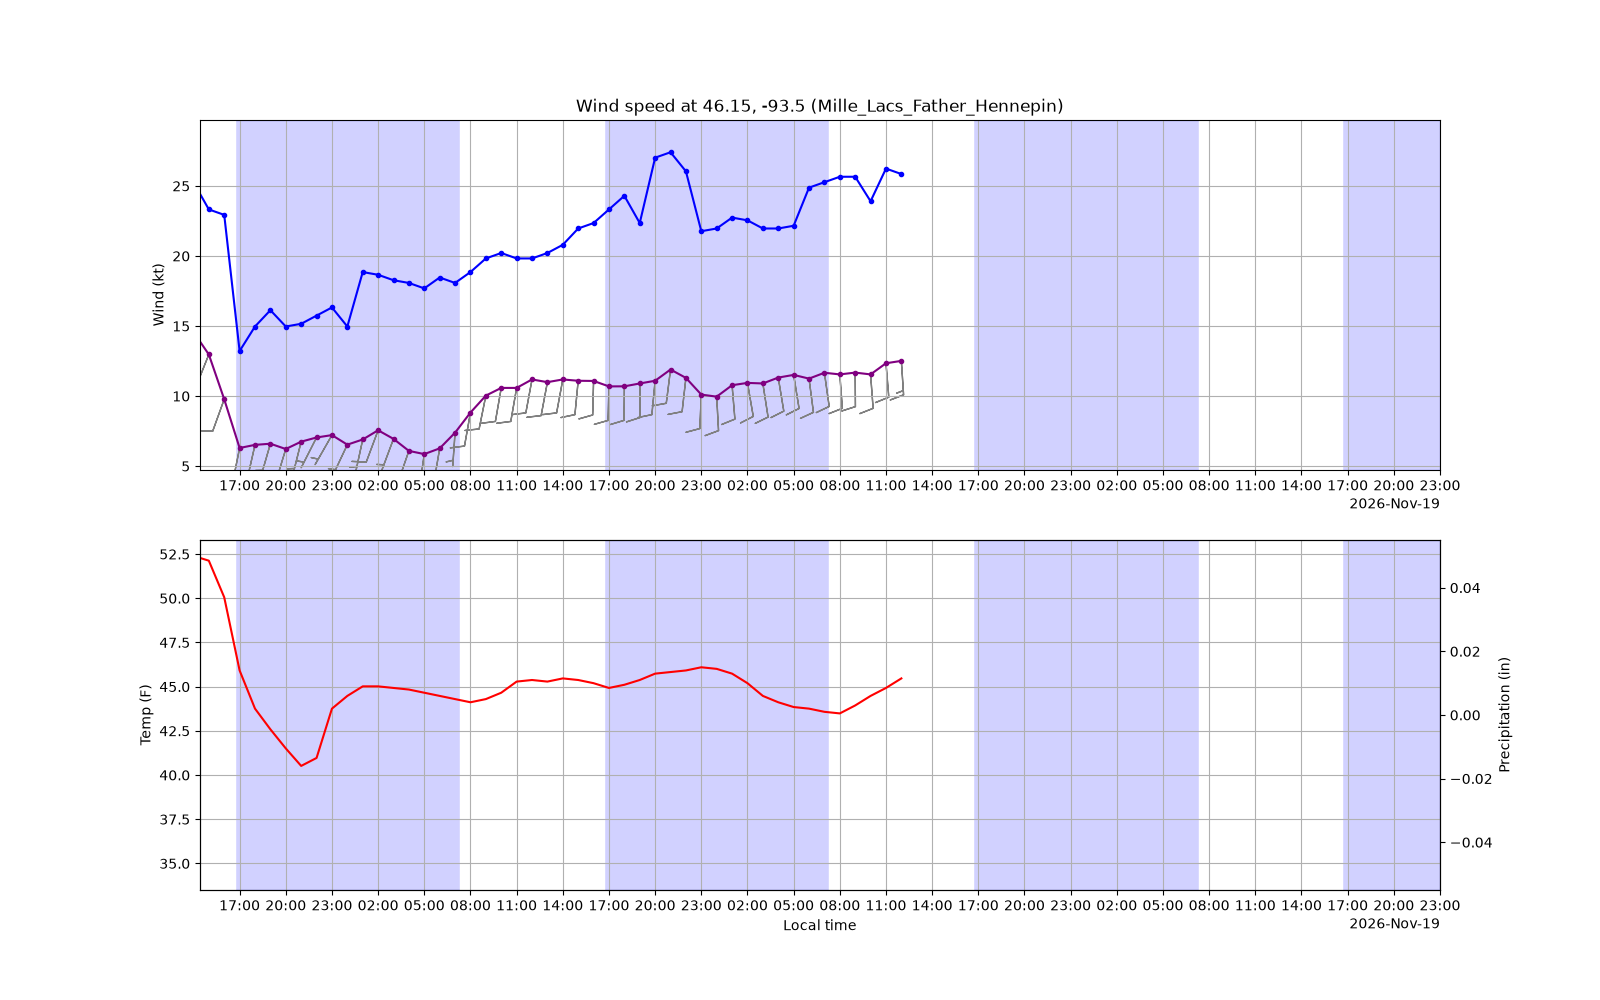 Wind speed at 46.15, -93.5 (Mille_Lacs_Father_Hennepin)
Wind (kt)
25
20
15
10
5
17:00 20:00 23:00 02:00 05:00 08:00 11:00 14:00 17:00 20:00 23:00 02:00 05:00 08:00 11:00 14:00 17:00 20:00 23:00 02:00 05:00 08:00 11:00 14:00 17:00 20:00 23:00
2026-Nov-19
Temp (F)
52.5
50.0
47.5
45.0
42.5
40.0
37.5
35.0
0.04
0.02
0.00
−0.02
−0.04
Precipitation (in)
17:00 20:00 23:00 02:00 05:00 08:00 11:00 14:00 17:00 20:00 23:00 02:00 05:00 08:00 11:00 14:00 17:00 20:00 23:00 02:00 05:00 08:00 11:00 14:00 17:00 20:00 23:00
Local time
2026-Nov-19